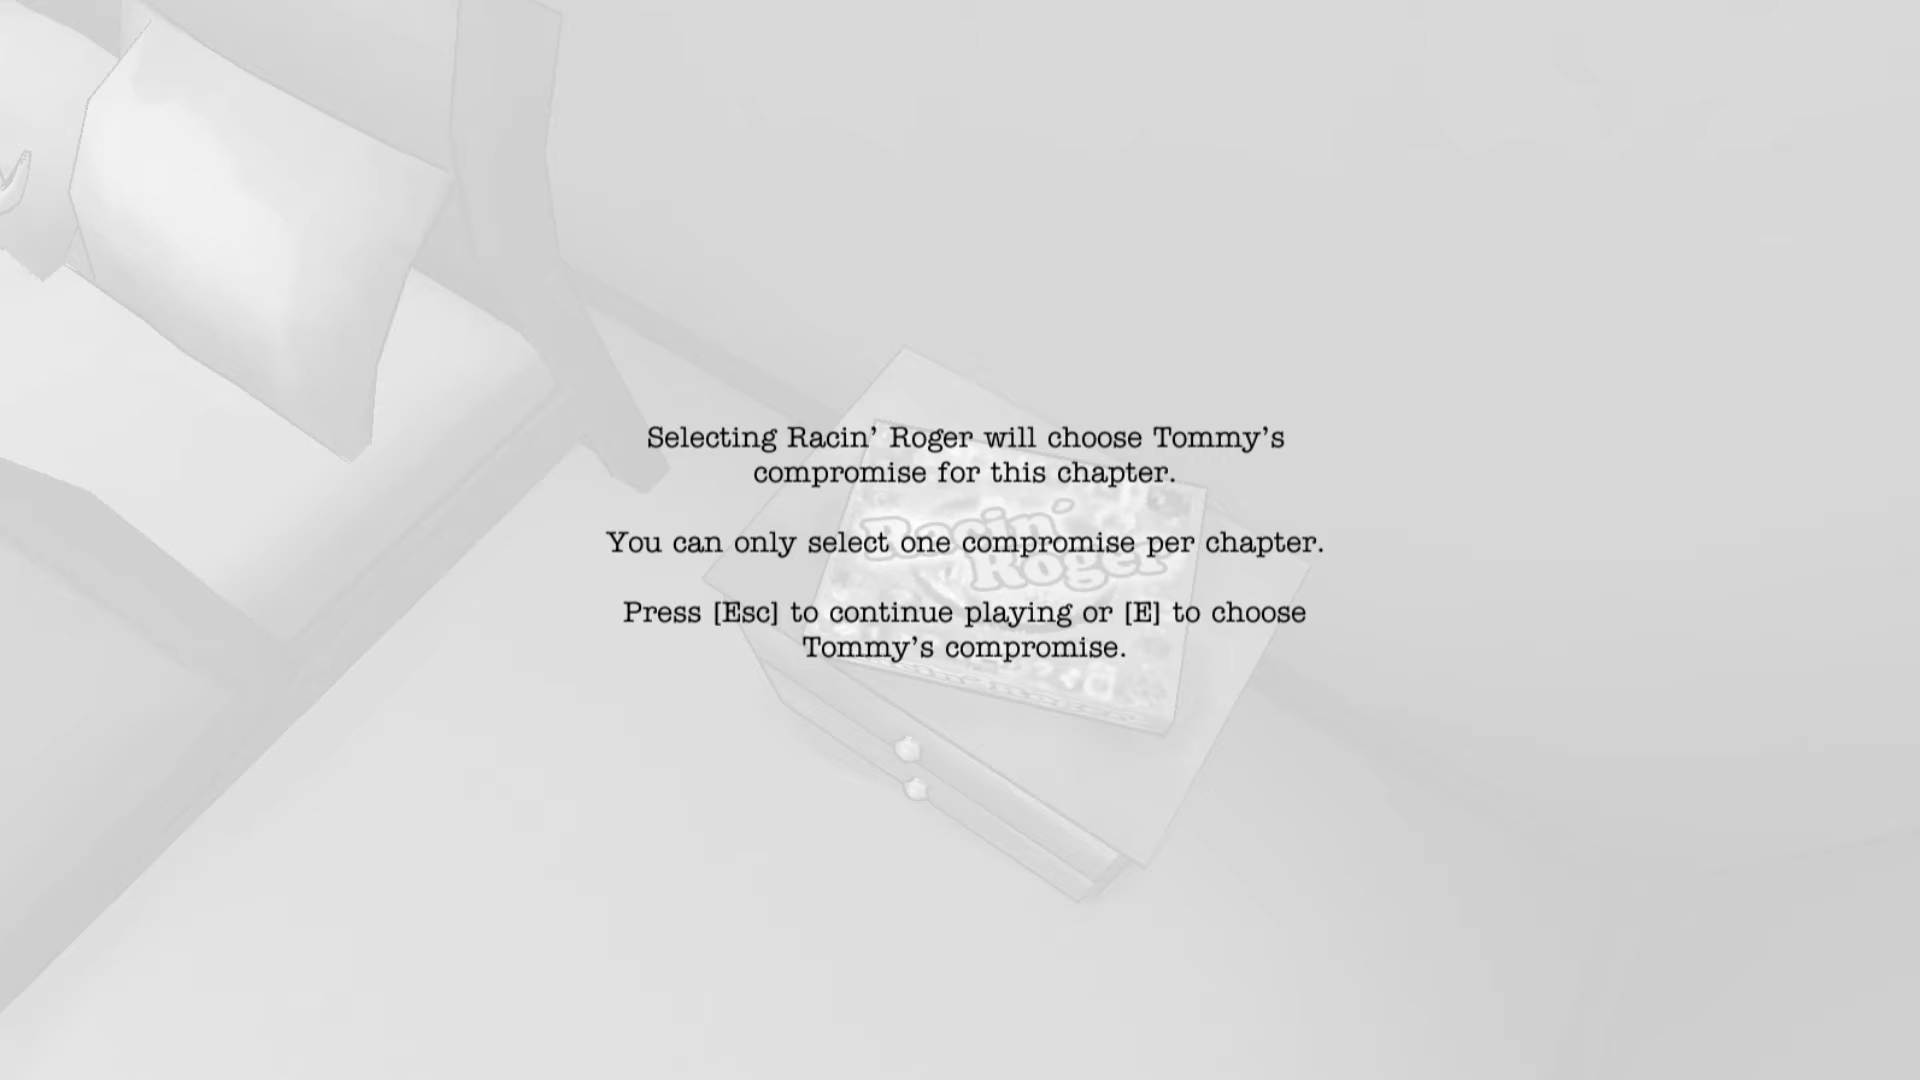 Selecting Racin’ Roger will choose Tommy’s
compromise for this chapter.
You can only select one compromise per chapter.
Press [Esc] to continue playing or [E] to choose
Tommy’s compromise.
Racin’
Roger